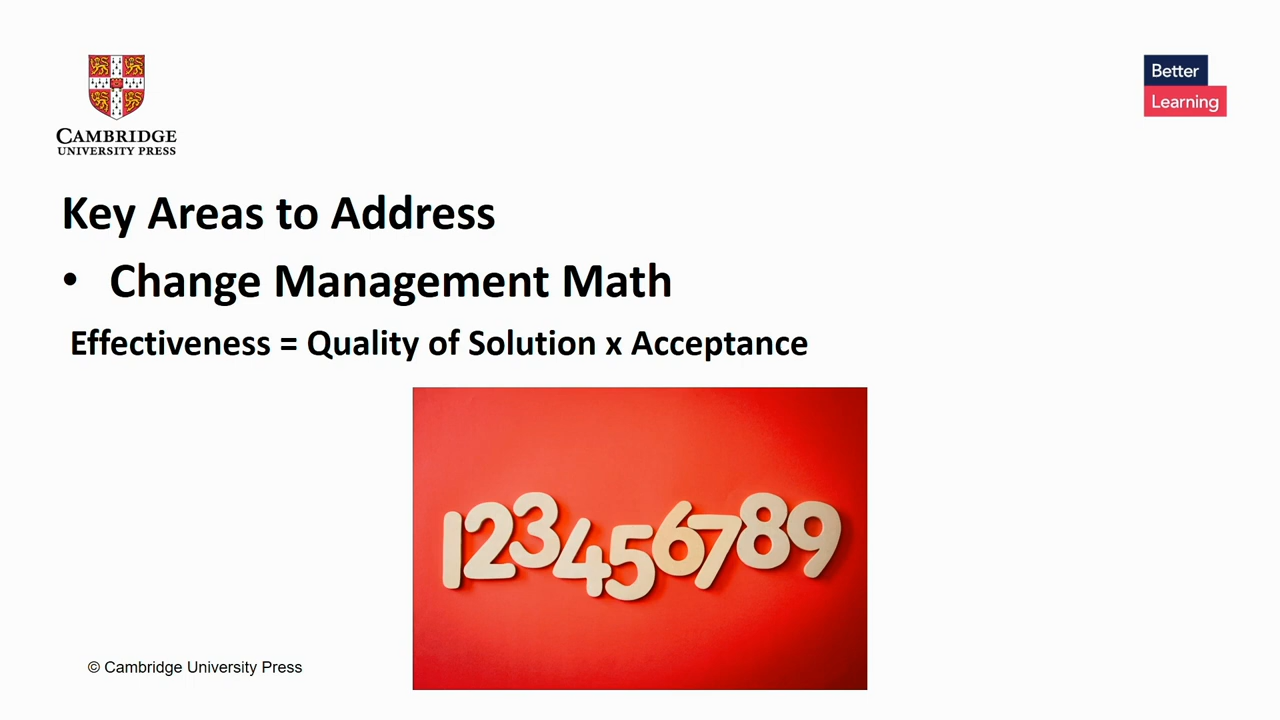 CAMBRIDGE
UNIVERSITY PRESS
Better
Learning
Key Areas to Address
• Change Management Math
Effectiveness = Quality of Solution x Acceptance
123456789
© Cambridge University Press